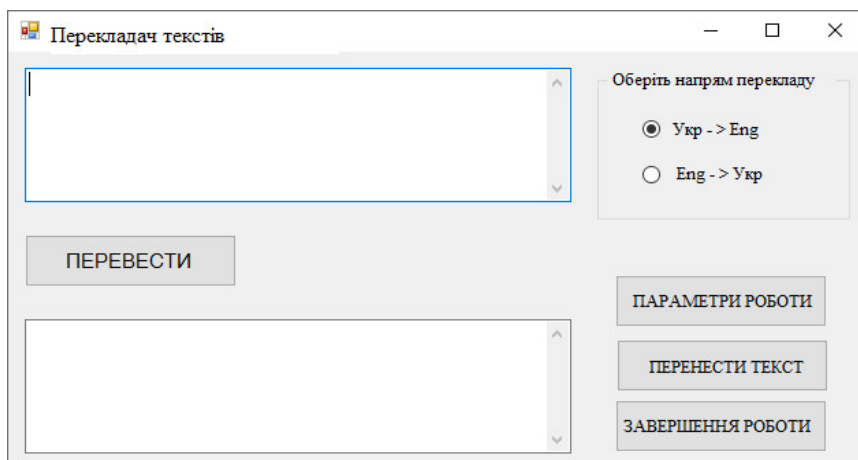 Перекладач текстів
Оберіть напрям перекладу
Укр - > Eng
Eng - > Укр
ПЕРЕВЕСТИ
ПАРАМЕТРИ РОБОТИ
ПЕРЕНЕСТИ ТЕКСТ
ЗАВЕРШЕННЯ РОБОТИ